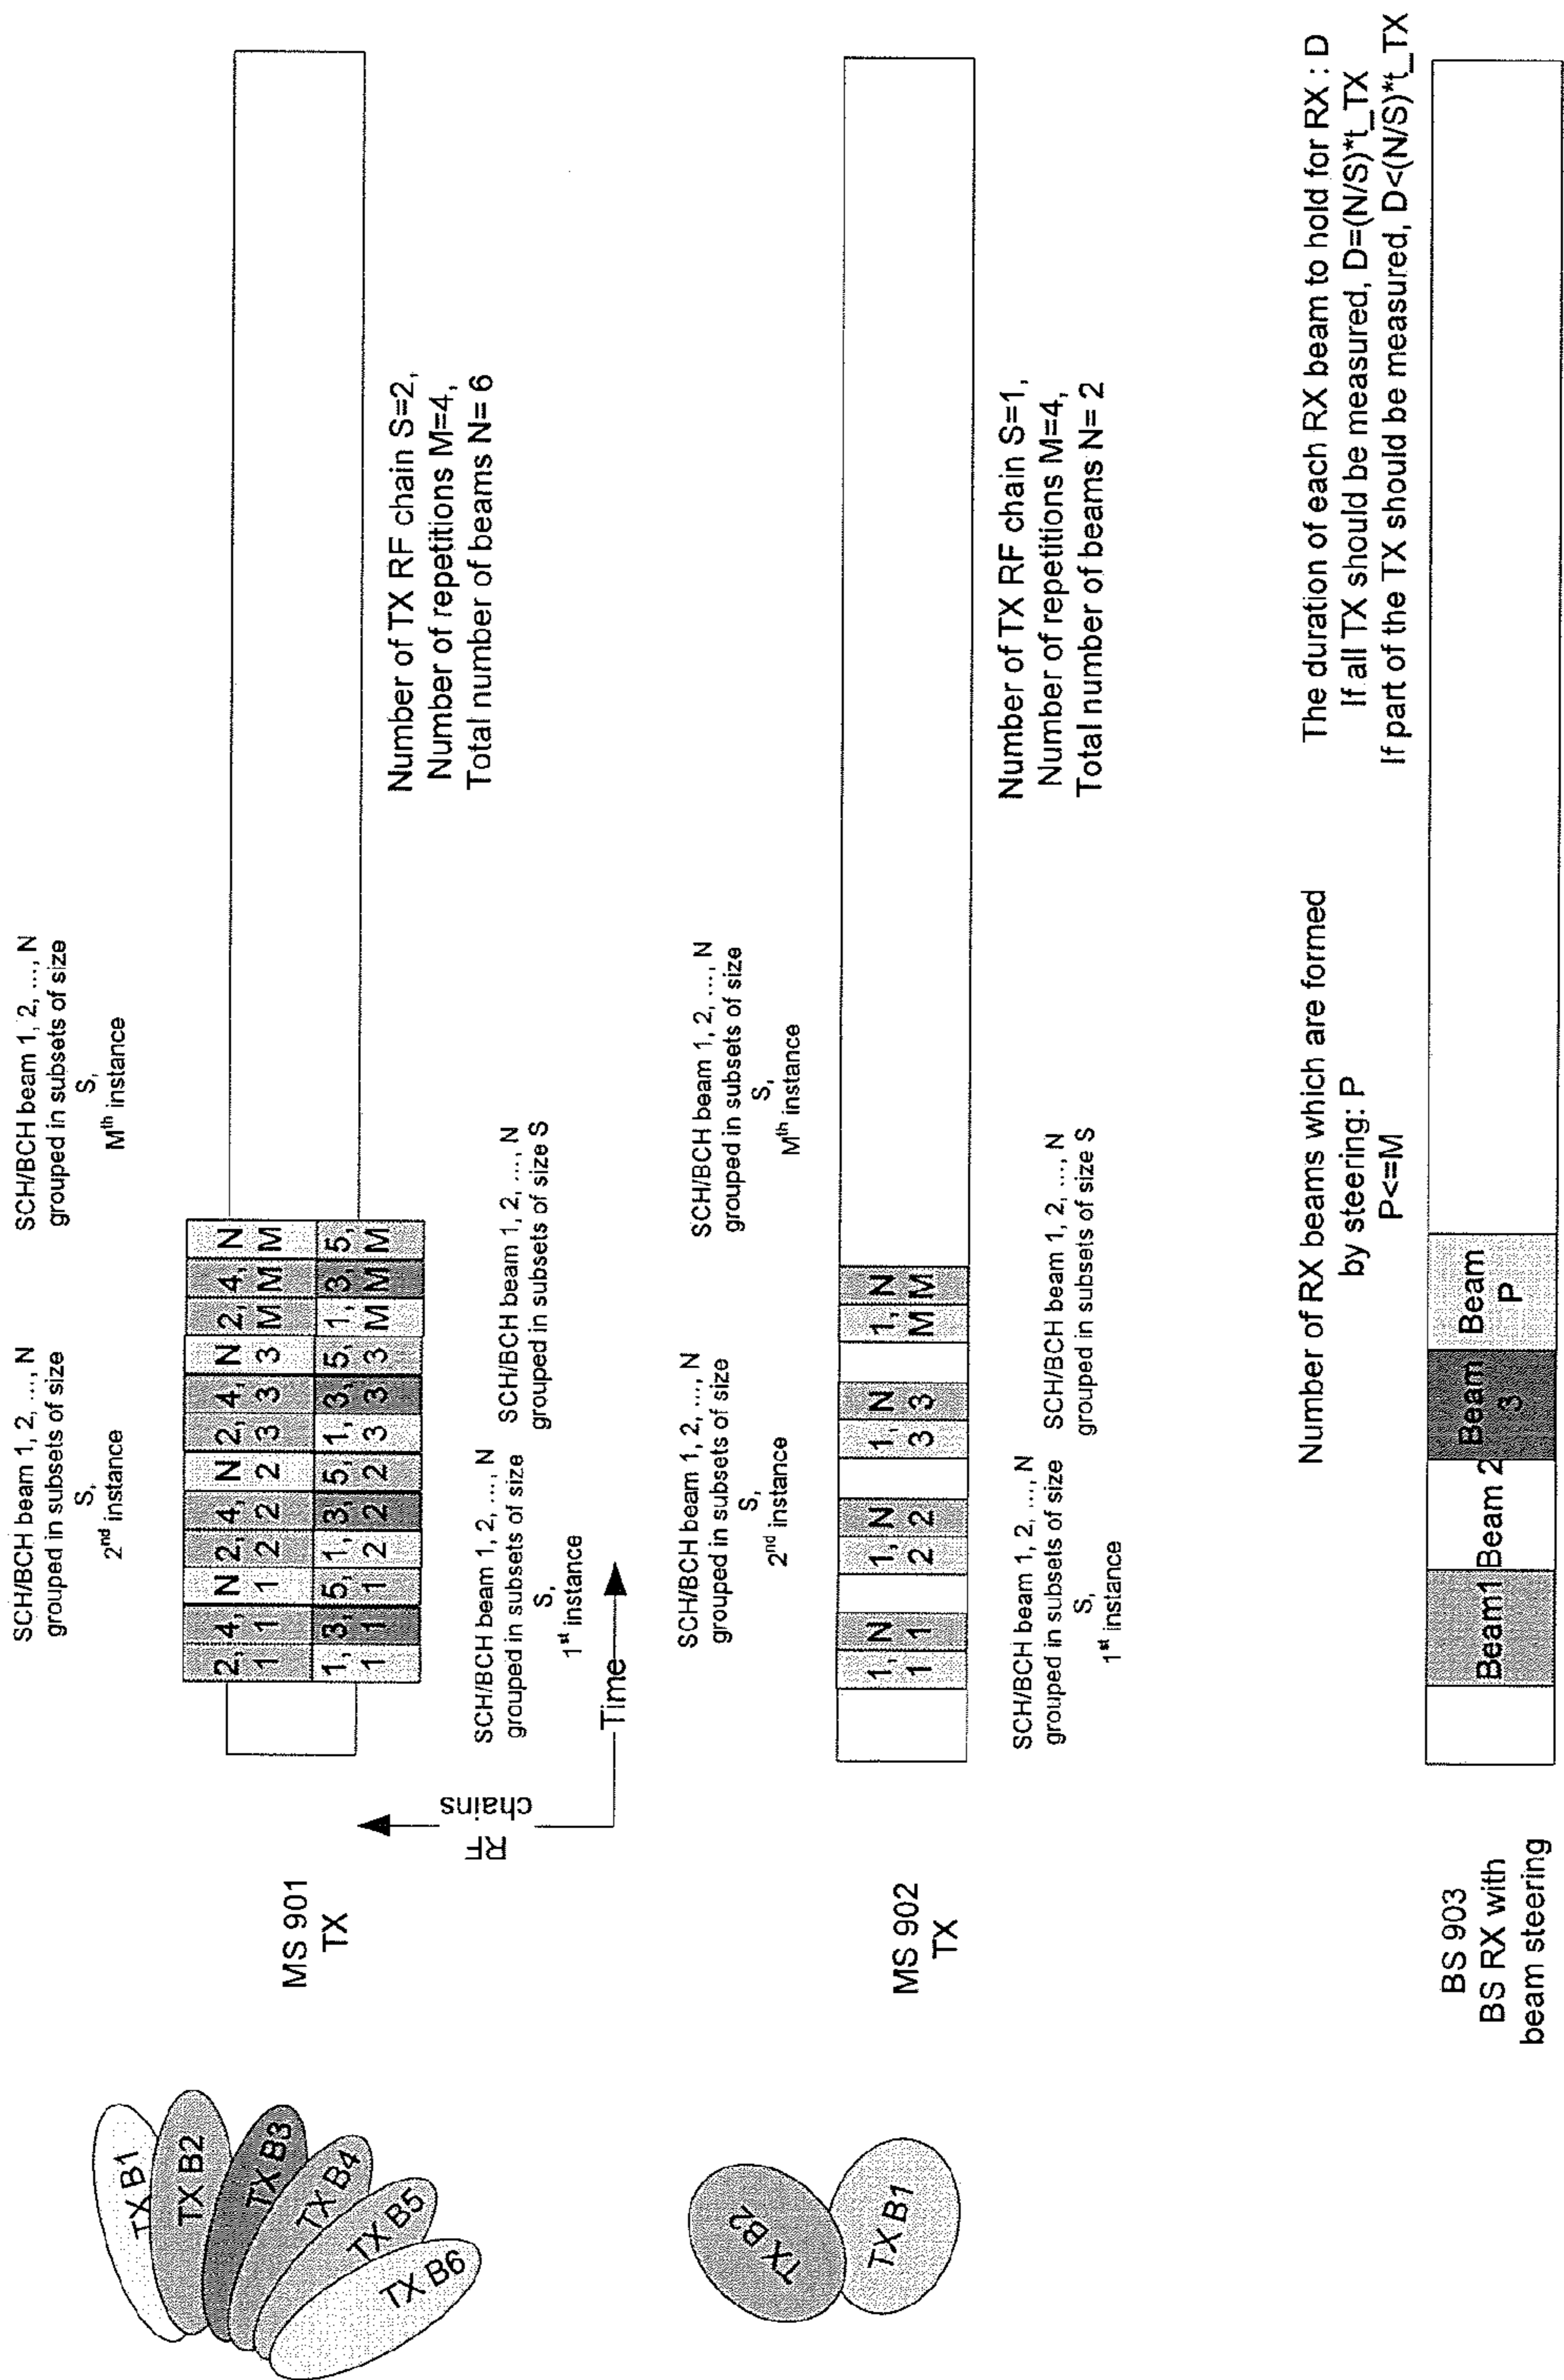 TX B1
TX B2
TX B3
TX B4
TX B5
TX B6
MS 901
TX
SCH/BCH beam 1, 2, ..., N
grouped in subsets of size
S,
2nd instance
SCH/BCH beam 1, 2, ..., N
grouped in subsets of size
S,
Mth instance
2, 4, N 2, 4, N 2, 4, N 2, 4, N
1 1 1 2 2 2 3 3 3 M M M
1, 3, 5, 1, 3, 5, 1, 3, 5, 1, 3, 5,
1 1 1 2 2 2 3 3 3 M M M
RF
chains
Time
SCH/BCH beam 1, 2, ..., N
grouped in subsets of size
S,
1st instance
SCH/BCH beam 1, 2, ..., N
grouped in subsets of size S
Number of TX RF chain S=2,
Number of repetitions M=4,
Total number of beams N= 6
TX B2
TX B1
MS 902
TX
SCH/BCH beam 1, 2, ..., N
grouped in subsets of size
S,
2nd instance
SCH/BCH beam 1, 2, ..., N
grouped in subsets of size
S,
Mth instance
1, N 1, N 1, N 1, N
1 1 2 2 3 3 M M
SCH/BCH beam 1, 2, ..., N
grouped in subsets of size
S,
1st instance
SCH/BCH beam 1, 2, ..., N
grouped in subsets of size S
Number of TX RF chain S=1,
Number of repetitions M=4,
Total number of beams N= 2
Number of RX beams which are formed
by steering: P
P<=M
The duration of each RX beam to hold for RX : D
If all TX should be measured, D=(N/S)*t_TX
If part of the TX should be measured, D<(N/S)*t_TX
BS 903
BS RX with
beam steering
Beam1
Beam 2
Beam
3
Beam
P